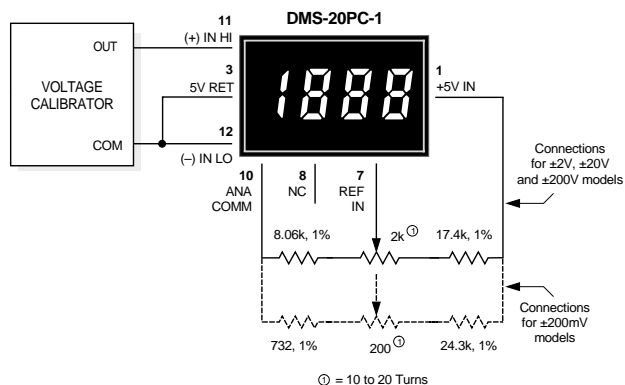 DMS-20PC-1
11
(+) IN HI
OUT
3
5V RET
1
+5V IN
VOLTAGE
CALIBRATOR
1888
COM
12
(–) IN LO
10
ANA
COMM
8
NC
7
REF
IN
Connections
for ±2V, ±20V
and ±200V models
8.06k, 1%
2k ①
17.4k, 1%
732, 1%
200 ①
24.3k, 1%
Connections
for ±200mV
models
① = 10 to 20 Turns